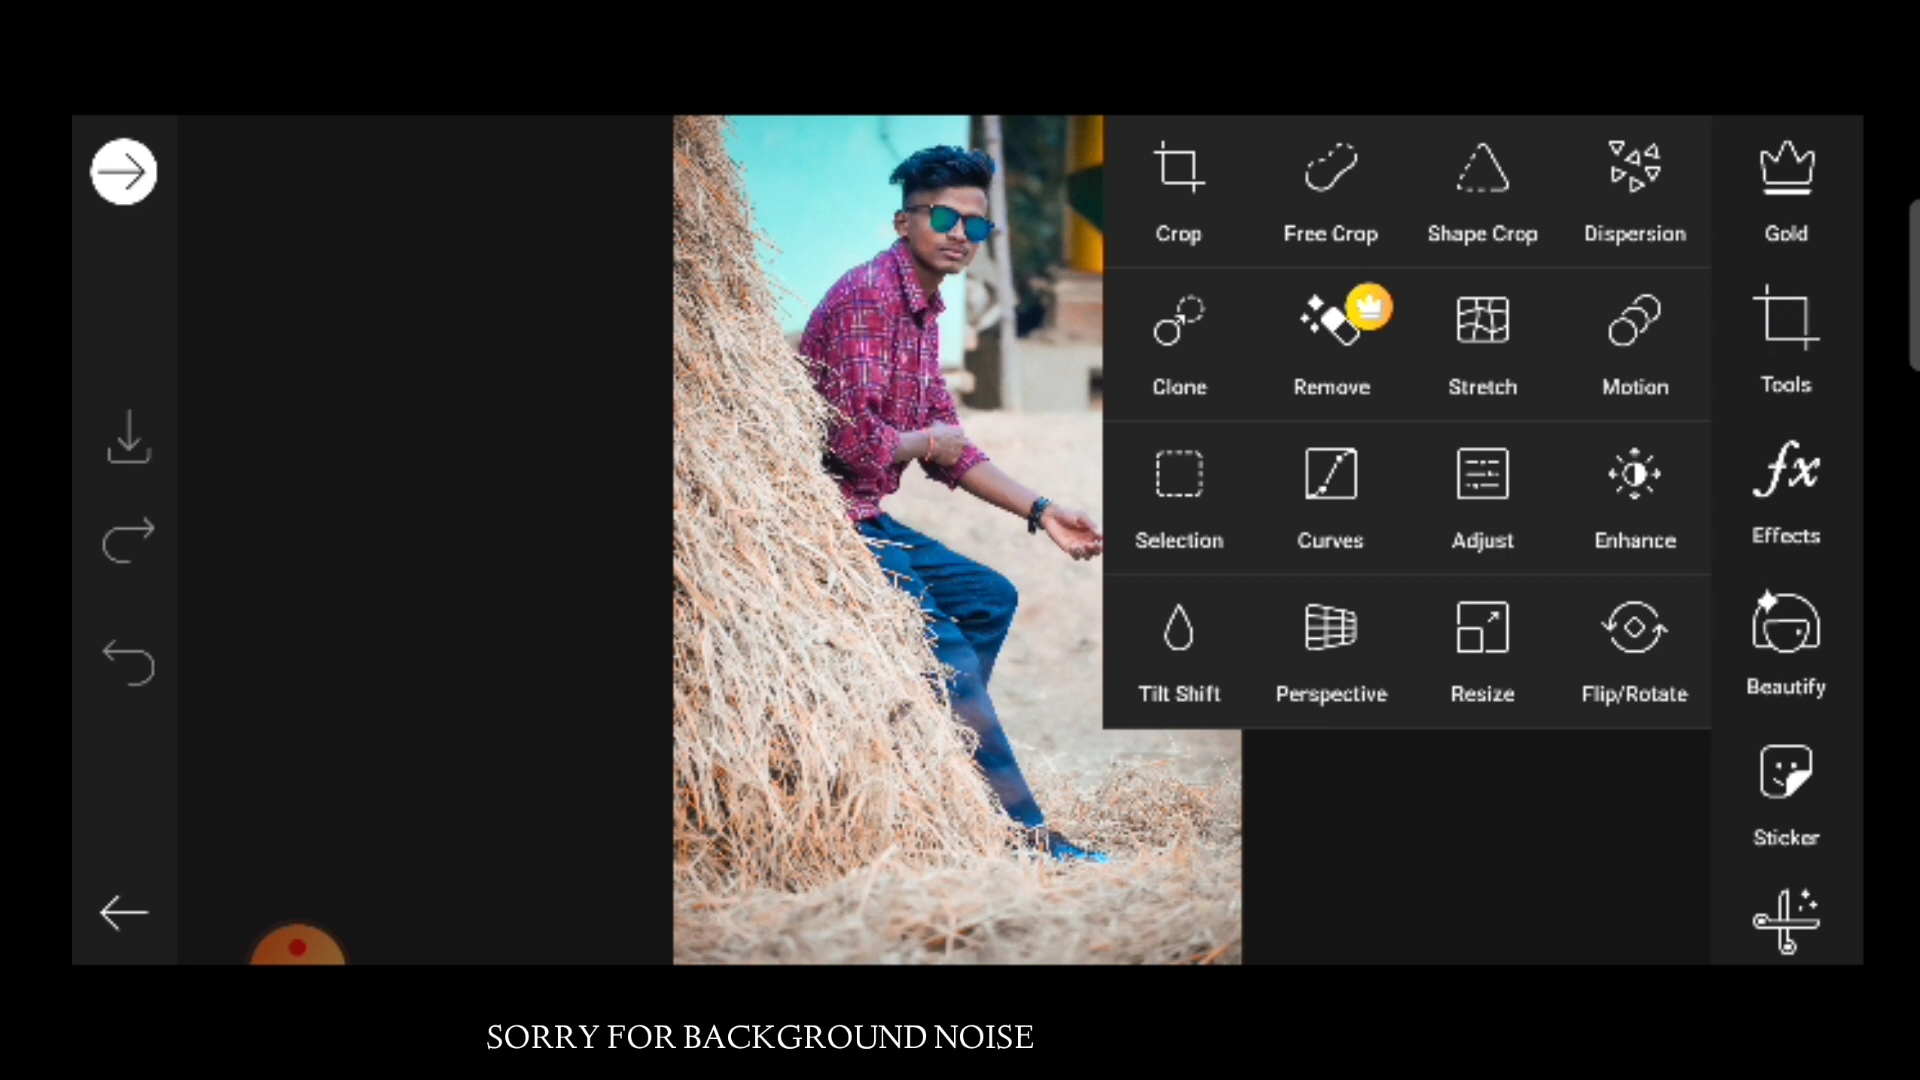 Crop Free Crop Shape Crop Dispersion
Gold
Clone Remove Stretch Motion
Tools
Selection Curves Adjust Enhance
Effects
Tilt Shift Perspective Resize Flip/Rotate
Beautify
Sticker
SORRY FOR BACKGROUND NOISE